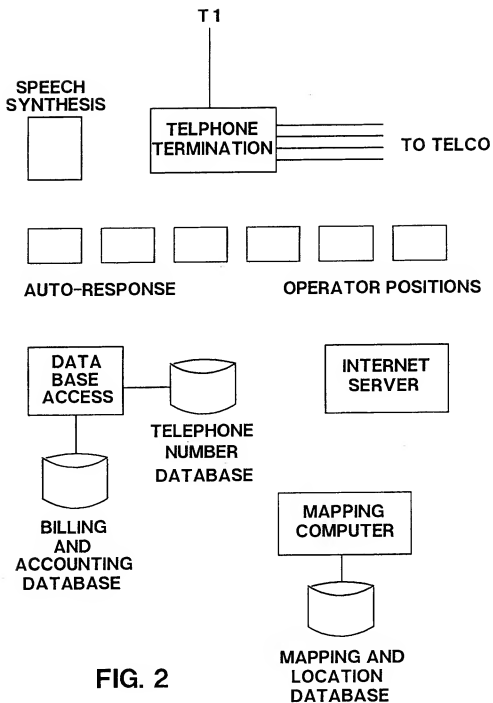 T1
SPEECH
SYNTHESIS
TELPHONE
TERMINATION
TO TELCO
AUTO-RESPONSE
OPERATOR POSITIONS
DATA
BASE
ACCESS
TELEPHONE
NUMBER
DATABASE
INTERNET
SERVER
BILLING
AND
ACCOUNTING
DATABASE
MAPPING
COMPUTER
MAPPING AND
LOCATION
DATABASE
FIG. 2